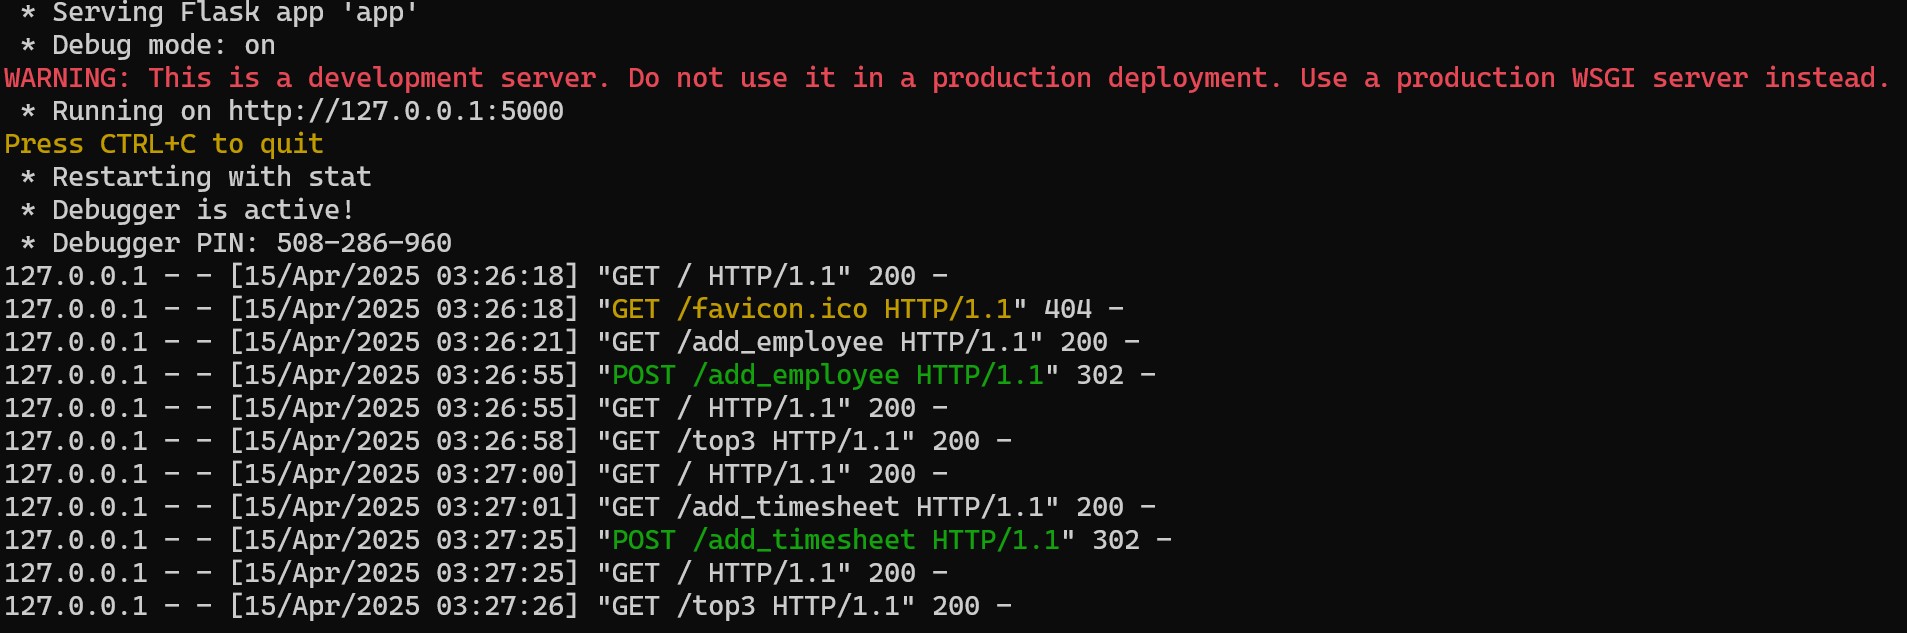 * Serving Flask app 'app'
* Debug mode: on
WARNING: This is a development server. Do not use it in a production deployment. Use a production WSGI server instead.
* Running on http://127.0.0.1:5000
Press CTRL+C to quit
* Restarting with stat
* Debugger is active!
* Debugger PIN: 508-286-960
127.0.0.1 - - [15/Apr/2025 03:26:18] "GET / HTTP/1.1" 200 -
127.0.0.1 - - [15/Apr/2025 03:26:18] "GET /favicon.ico HTTP/1.1" 404 -
127.0.0.1 - - [15/Apr/2025 03:26:21] "GET /add_employee HTTP/1.1" 200 -
127.0.0.1 - - [15/Apr/2025 03:26:55] "POST /add_employee HTTP/1.1" 302 -
127.0.0.1 - - [15/Apr/2025 03:26:55] "GET / HTTP/1.1" 200 -
127.0.0.1 - - [15/Apr/2025 03:26:58] "GET /top3 HTTP/1.1" 200 -
127.0.0.1 - - [15/Apr/2025 03:27:00] "GET / HTTP/1.1" 200 -
127.0.0.1 - - [15/Apr/2025 03:27:01] "GET /add_timesheet HTTP/1.1" 200 -
127.0.0.1 - - [15/Apr/2025 03:27:25] "POST /add_timesheet HTTP/1.1" 302 -
127.0.0.1 - - [15/Apr/2025 03:27:25] "GET / HTTP/1.1" 200 -
127.0.0.1 - - [15/Apr/2025 03:27:26] "GET /top3 HTTP/1.1" 200 -